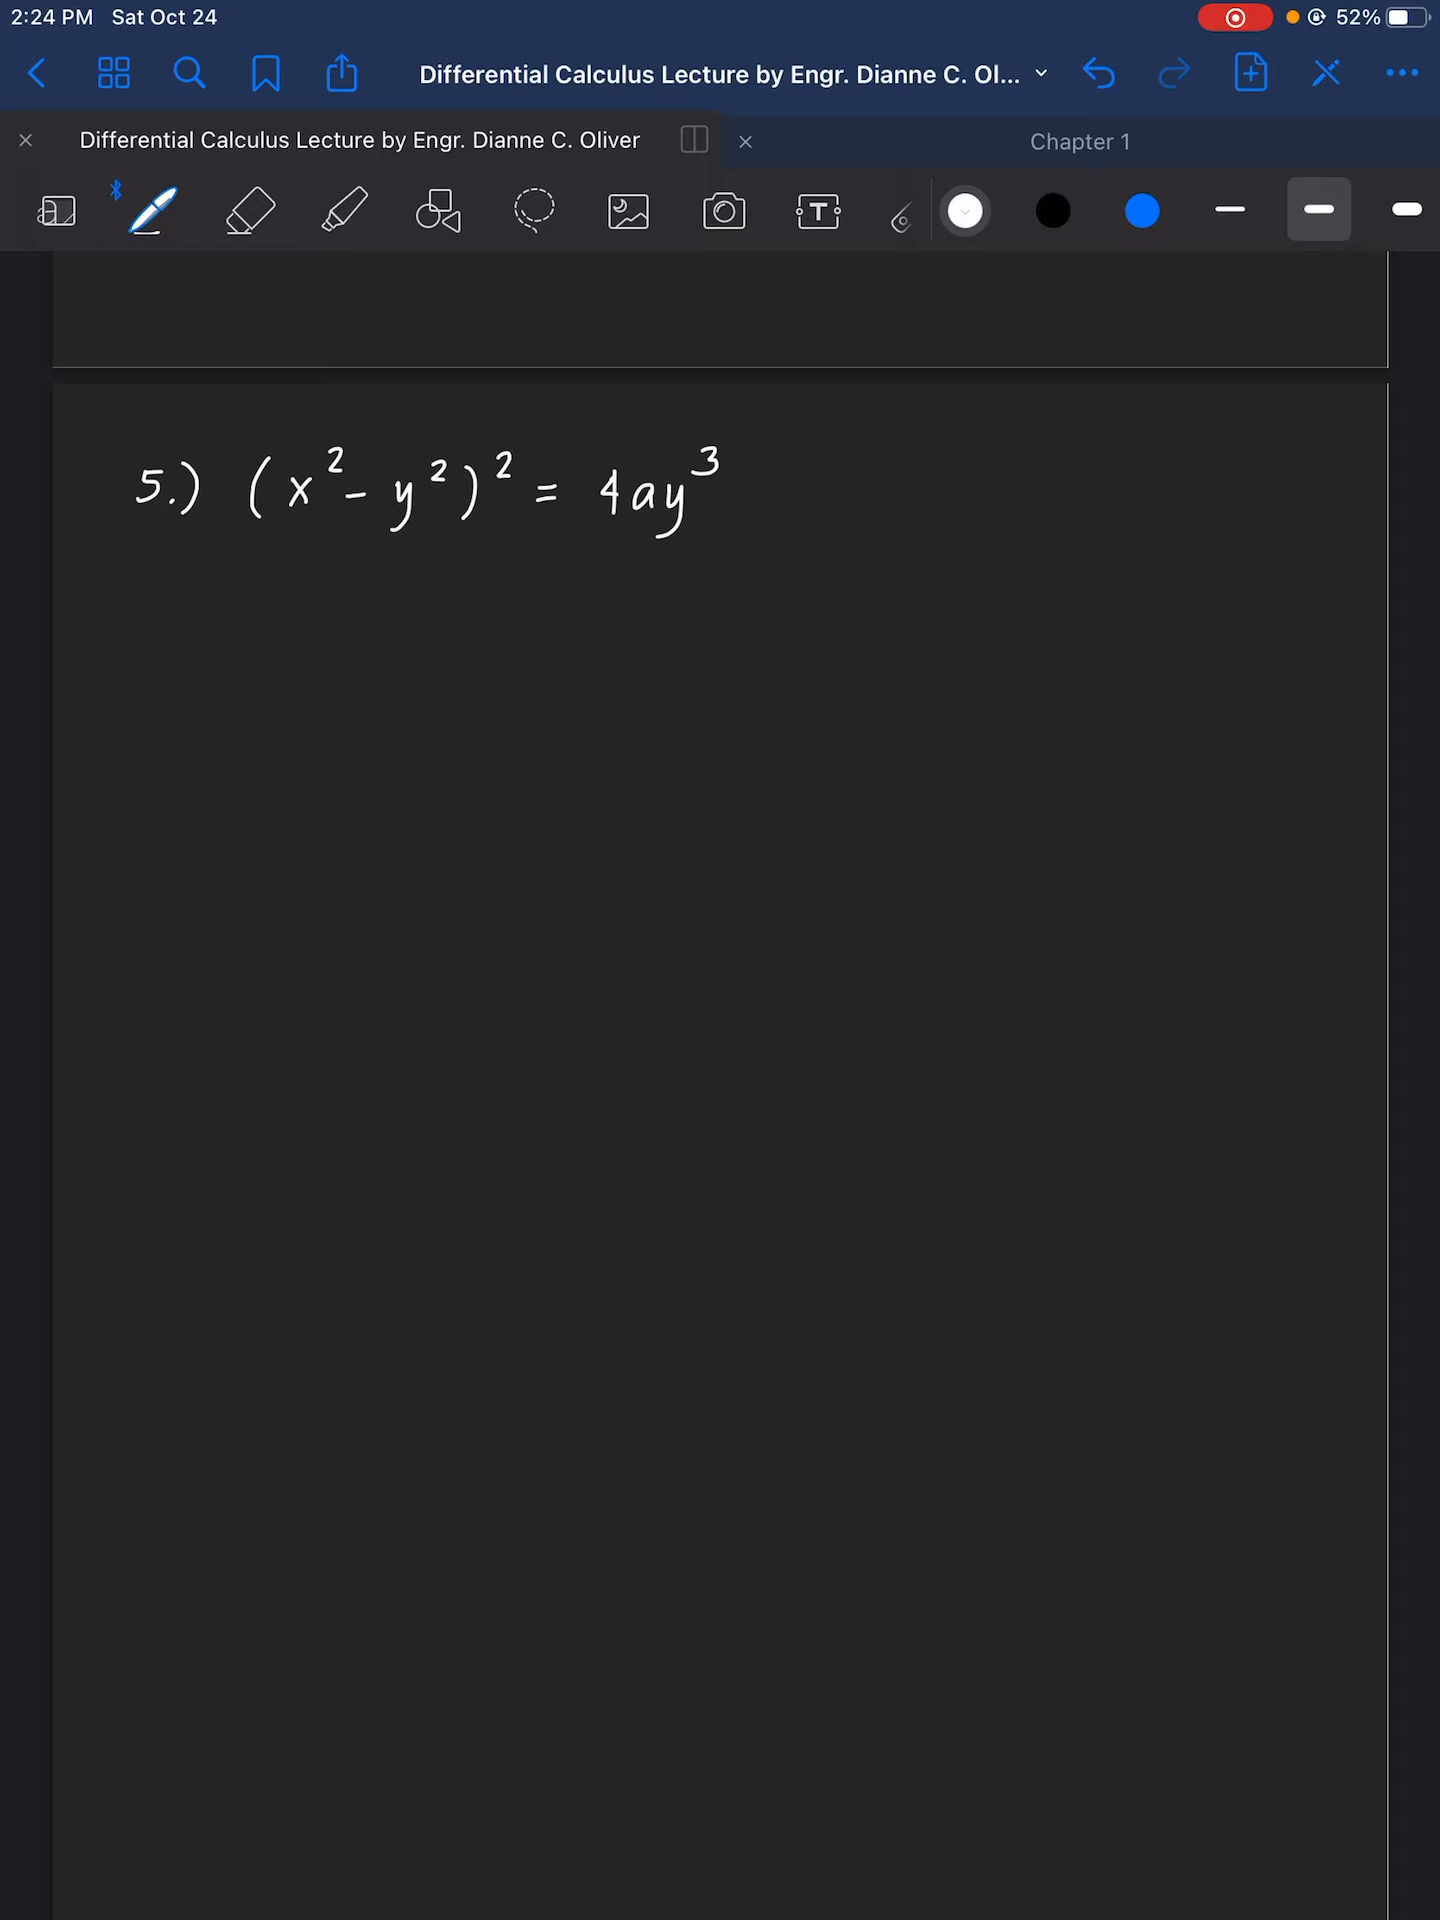 2:24 PM Sat Oct 24
52%
Differential Calculus Lecture by Engr. Dianne C. Ol...
Differential Calculus Lecture by Engr. Dianne C. Oliver
Chapter 1
T
5.) (x² - y²)² = 4ay³